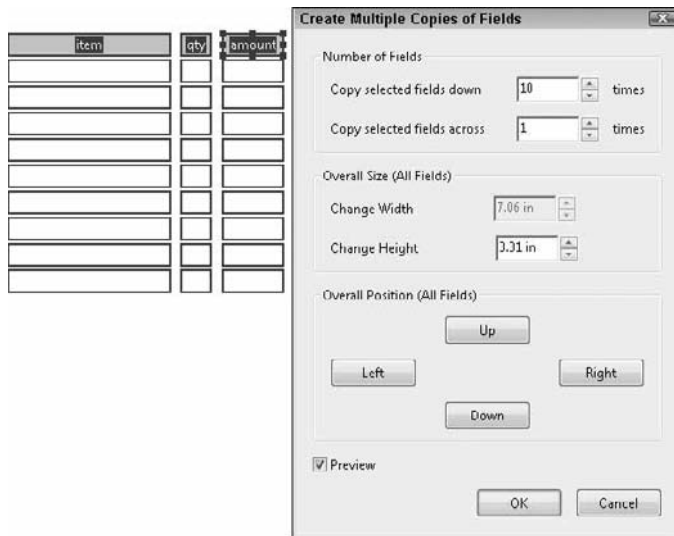 item qty amount
Create Multiple Copies of Fields
Number of Fields
Copy selected fields down 10 times
Copy selected fields across 1 times
Overall Size (All Fields)
Change Width 7.06 in
Change Height 3.31 in
Overall Position (All Fields)
Up
Left Right
Down
Preview
OK Cancel